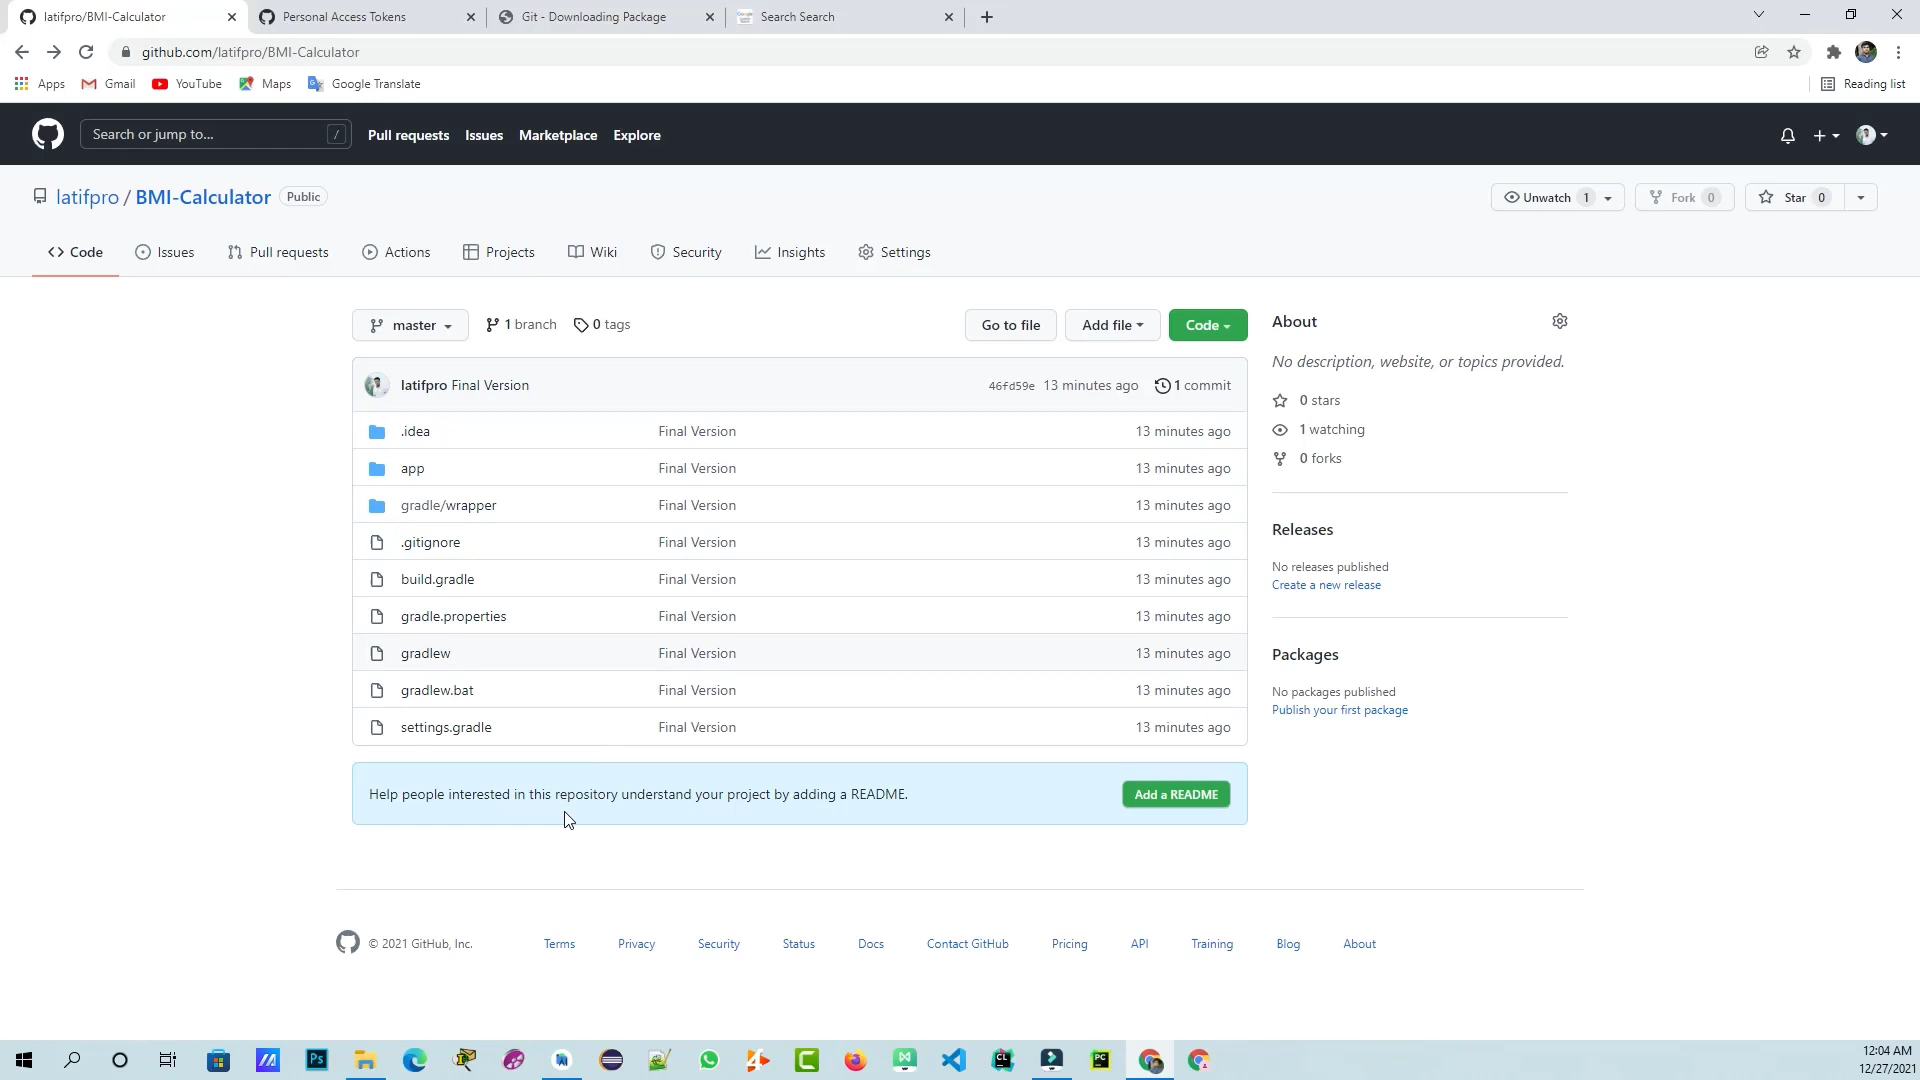 latifpro/BMI-Calculator
Personal Access Tokens
Git - Downloading Package
Search Search
github.com/latifpro/BMI-Calculator
Apps
Gmail
YouTube
Maps
Google Translate
Reading list
Search or jump to...
/
Pull requests
Issues
Marketplace
Explore
latifpro / BMI-Calculator
Public
Unwatch 1
Fork 0
Star 0
Code
Issues
Pull requests
Actions
Projects
Wiki
Security
Insights
Settings
master
1 branch
0 tags
Go to file
Add file
Code
About
No description, website, or topics provided.
0 stars
1 watching
0 forks
latifpro Final Version
46fd59e 13 minutes ago
1 commit
.idea Final Version 13 minutes ago
app Final Version 13 minutes ago
gradle/wrapper Final Version 13 minutes ago
.gitignore Final Version 13 minutes ago
build.gradle Final Version 13 minutes ago
gradle.properties Final Version 13 minutes ago
gradlew Final Version 13 minutes ago
gradlew.bat Final Version 13 minutes ago
settings.gradle Final Version 13 minutes ago
Releases
No releases published
Create a new release
Packages
No packages published
Publish your first package
Help people interested in this repository understand your project by adding a README.
Add a README
© 2021 GitHub, Inc.
Terms
Privacy
Security
Status
Docs
Contact GitHub
Pricing
API
Training
Blog
About
Ps
CL
PC
12:04 AM
12/27/2021